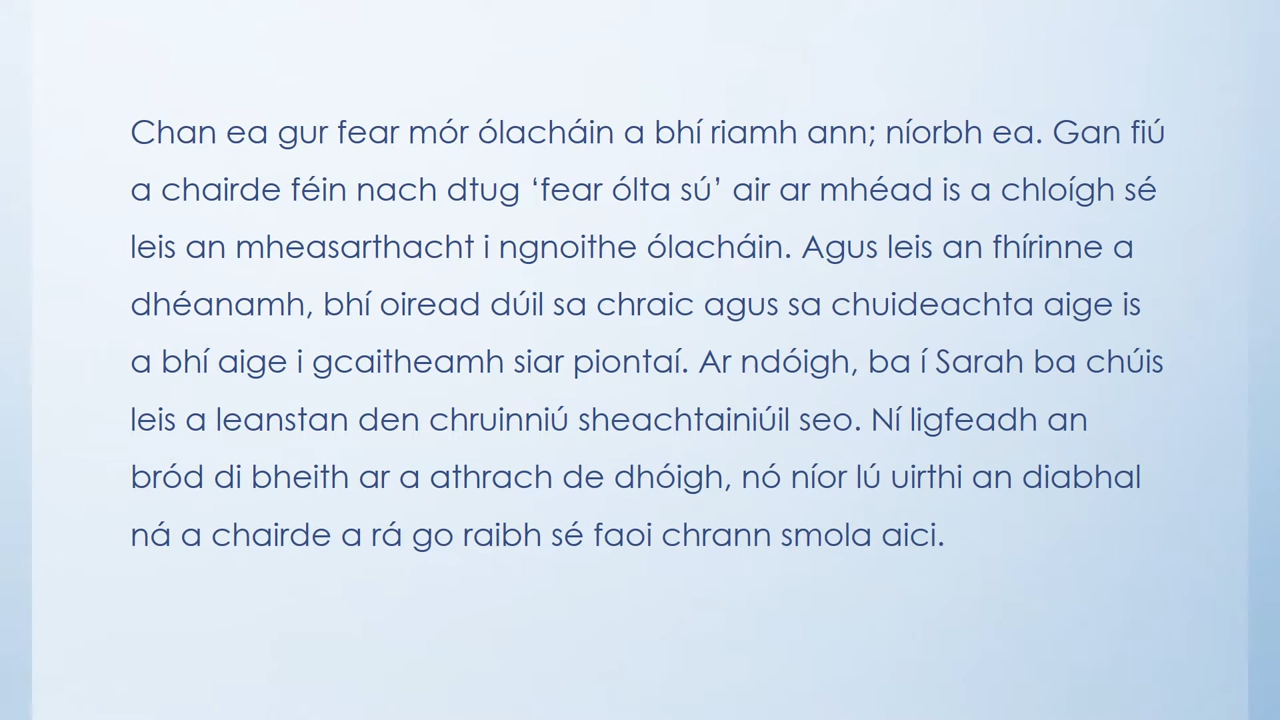 Chan ea gur fear mór ólacháin a bhí riamh ann; níorbh ea. Gan fiú
a chairde féin nach dtug ‘fear ólta sú’ air ar mhéad is a chloígh sé
leis an mheasarthacht i ngnoithe ólacháin. Agus leis an fhírinne a
dhéanamh, bhí oiread dúil sa chraic agus sa chuideachta aige is
a bhí aige i gcaitheamh siar piontaí. Ar ndóigh, ba í Sarah ba chúis
leis a leanstan den chruinniú sheachtainiúil seo. Ní ligfeadh an
bród di bheith ar a athrach de dhóigh, nó níor lú uirthi an diabhal
ná a chairde a rá go raibh sé faoi chrann smola aici.